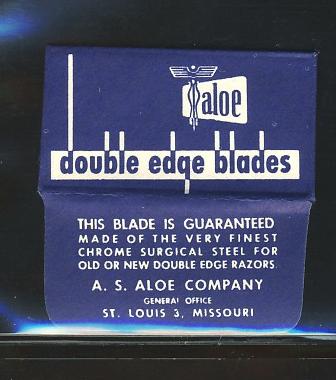 aloe
double edge blades
THIS BLADE IS GUARANTEED
MADE OF THE VERY FINEST
CHROME SURGICAL STEEL FOR
OLD OR NEW DOUBLE EDGE RAZORS.
A. S. ALOE COMPANY
GENERAL OFFICE
ST. LOUIS 3, MISSOURI